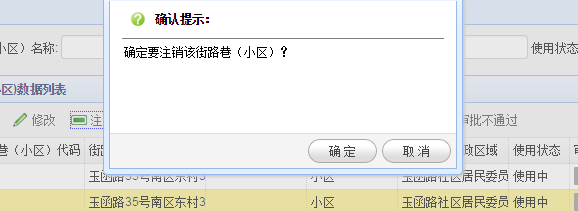 确认提示:
确定要注销该街路巷（小区）？
小区）名称:
使用状态
小区)数据列表
修改
注
审批不通过
巷（小区）代码
街
政区域
使用状态
玉函路35号南区东村3
小区
玉函路社区居民委员
使用中
玉函路35号南区东村3
小区
玉函路社区居民委员
使用中
确 定
取 消